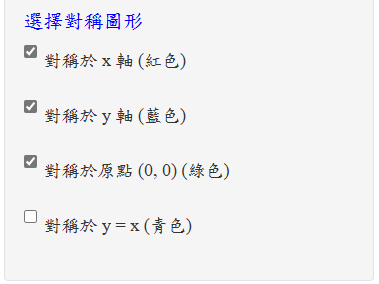 選擇對稱圖形
對稱於 x 軸 (紅色)
對稱於 y 軸 (藍色)
對稱於原點 (0, 0) (綠色)
對稱於 y = x (青色)